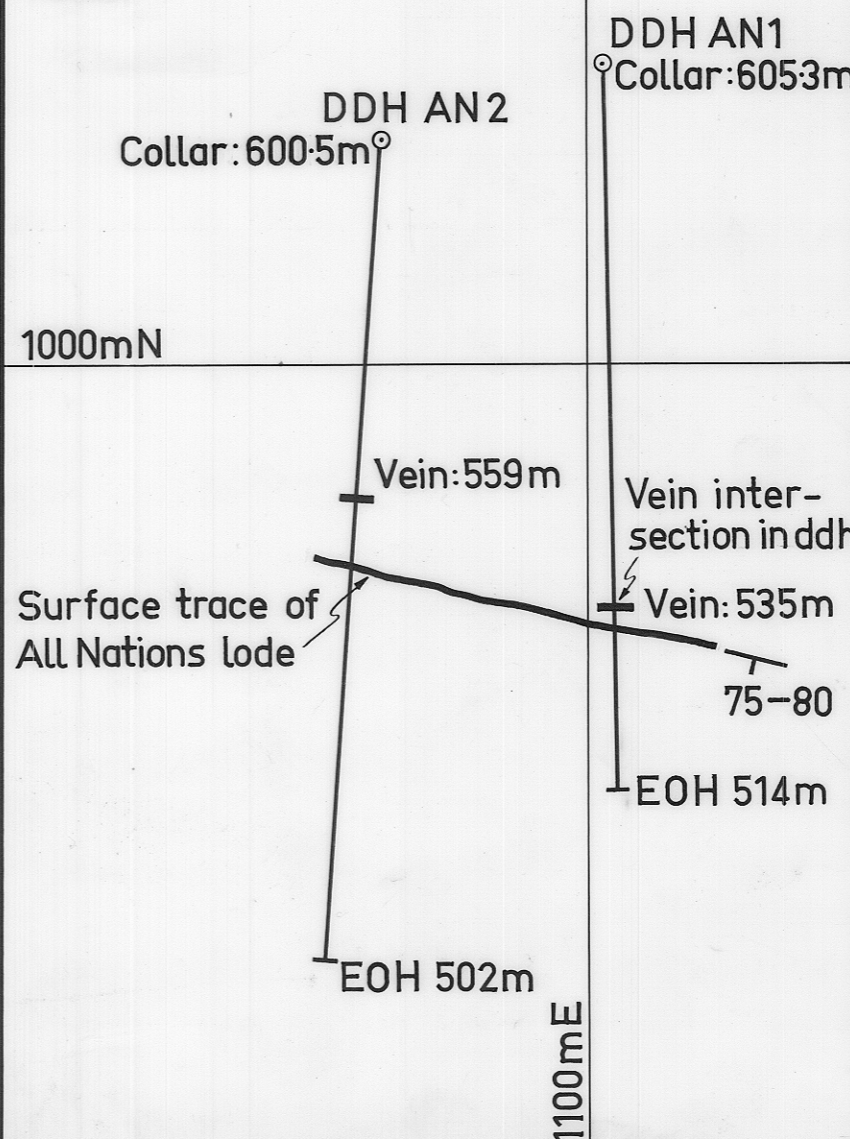 DDH AN1
Collar:605·3m
DDH AN2
Collar:600·5m
1000mN
Vein:559m
Vein inter-
section in ddh
Surface trace of
All Nations lode
Vein:535m
75-80
EOH 514m
EOH 502m
1100mE